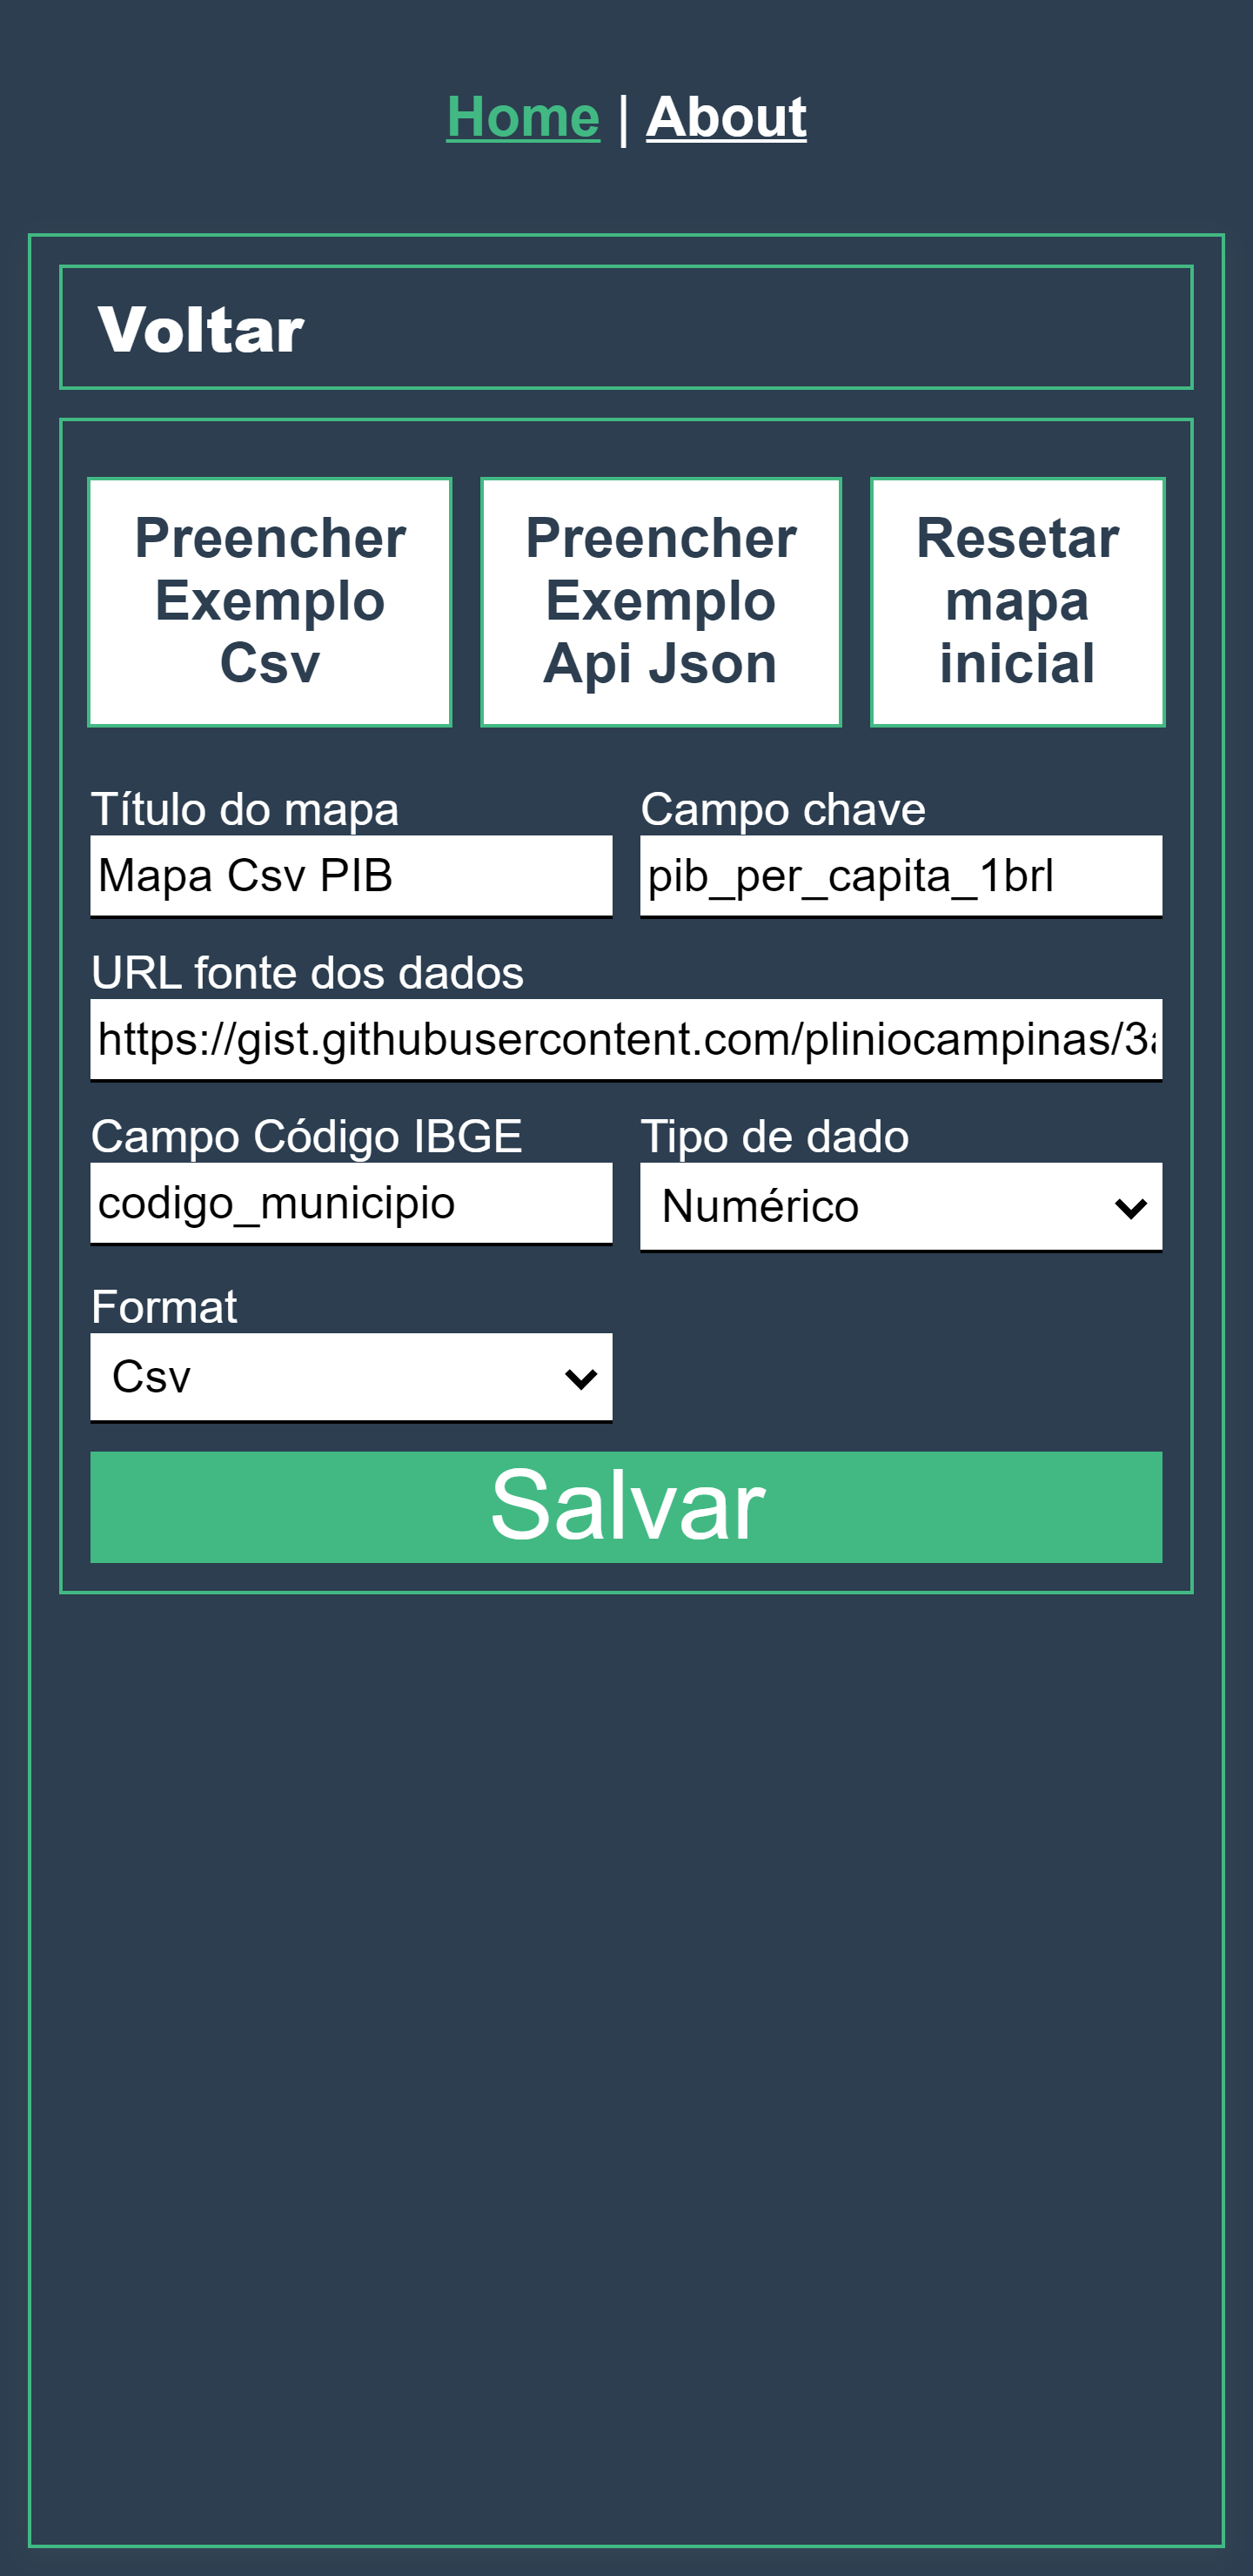 Home | About
Voltar
Preencher Exemplo Csv
Preencher Exemplo Api Json
Resetar mapa inicial
Título do mapa
Mapa Csv PIB
Campo chave
pib_per_capita_1brl
URL fonte dos dados
https://gist.githubusercontent.com/pliniocampinas/3
Campo Código IBGE
codigo_municipio
Tipo de dado
Numérico
Format
Csv
Salvar